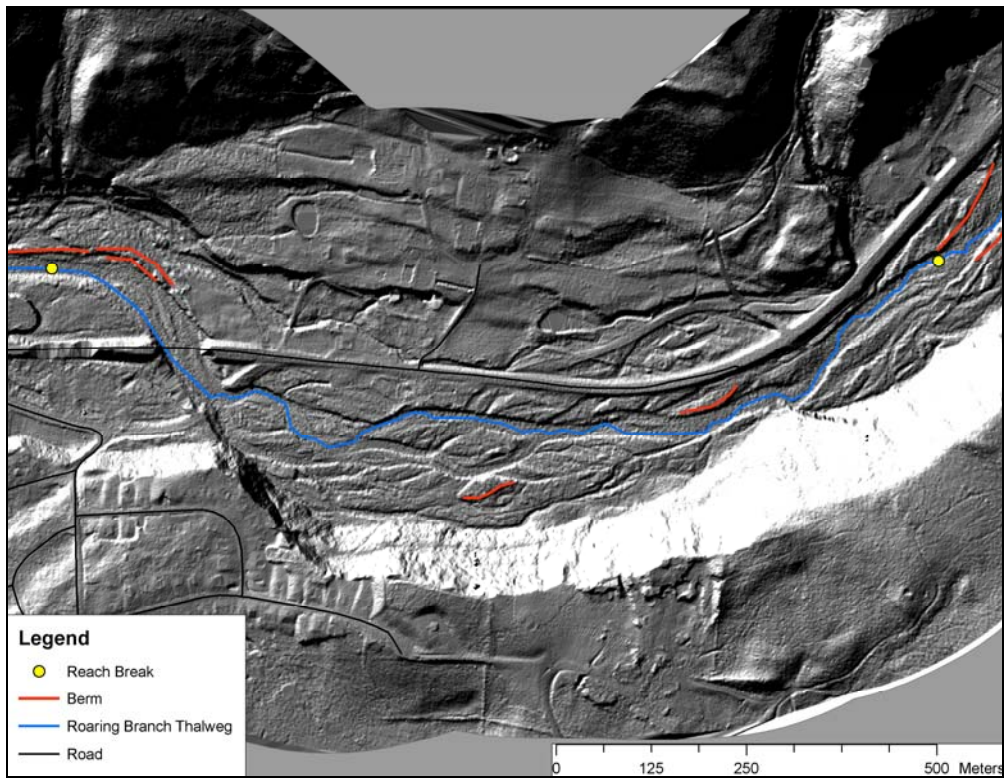 Legend
Reach Break
Berm
Roaring Branch Thalweg
Road
0 125 250 500 Meters